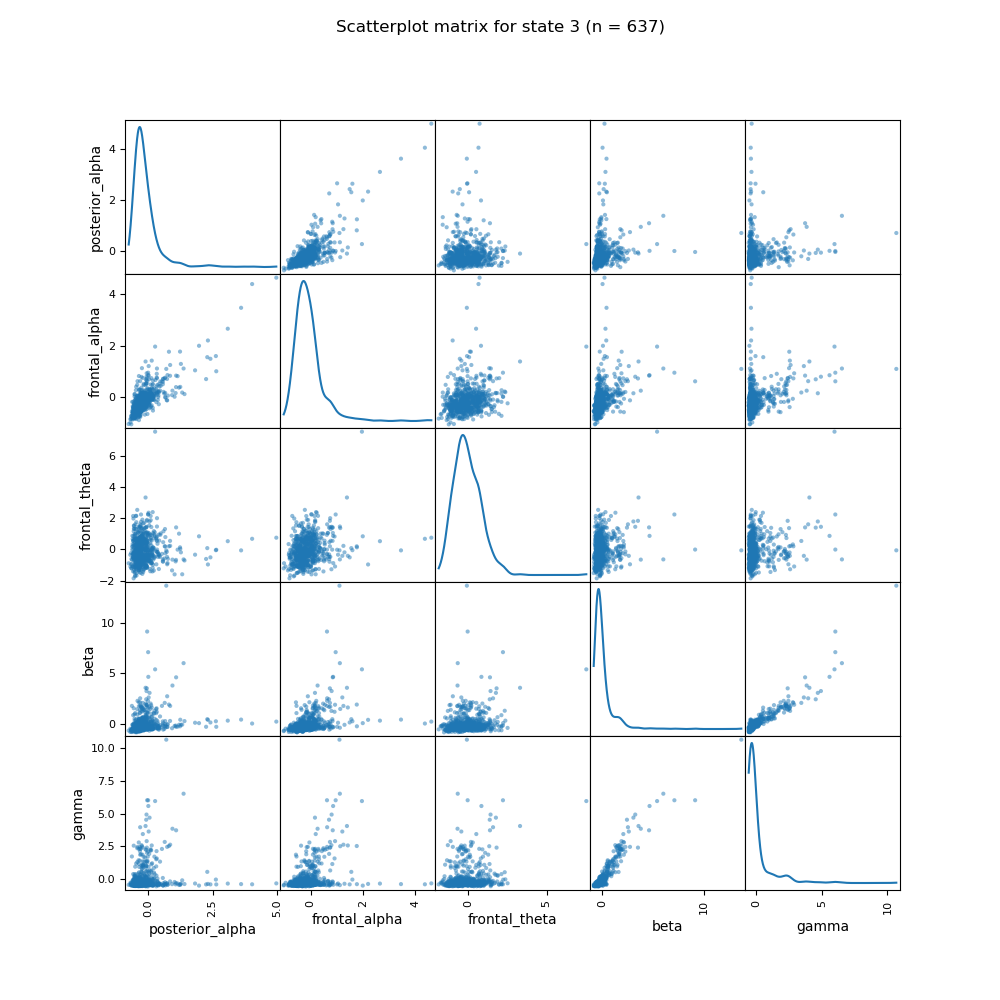 Scatterplot matrix for state 3 (n = 637)
posterior_alpha
4
2
0
frontal_alpha
4
2
0
frontal_theta
6
4
2
0
−2
beta
10
5
0
gamma
10.0
7.5
5.0
2.5
0.0
0.0 2.5 5.0 0 2 4 0 5 0 10 0 5 10
posterior_alpha frontal_alpha frontal_theta beta gamma